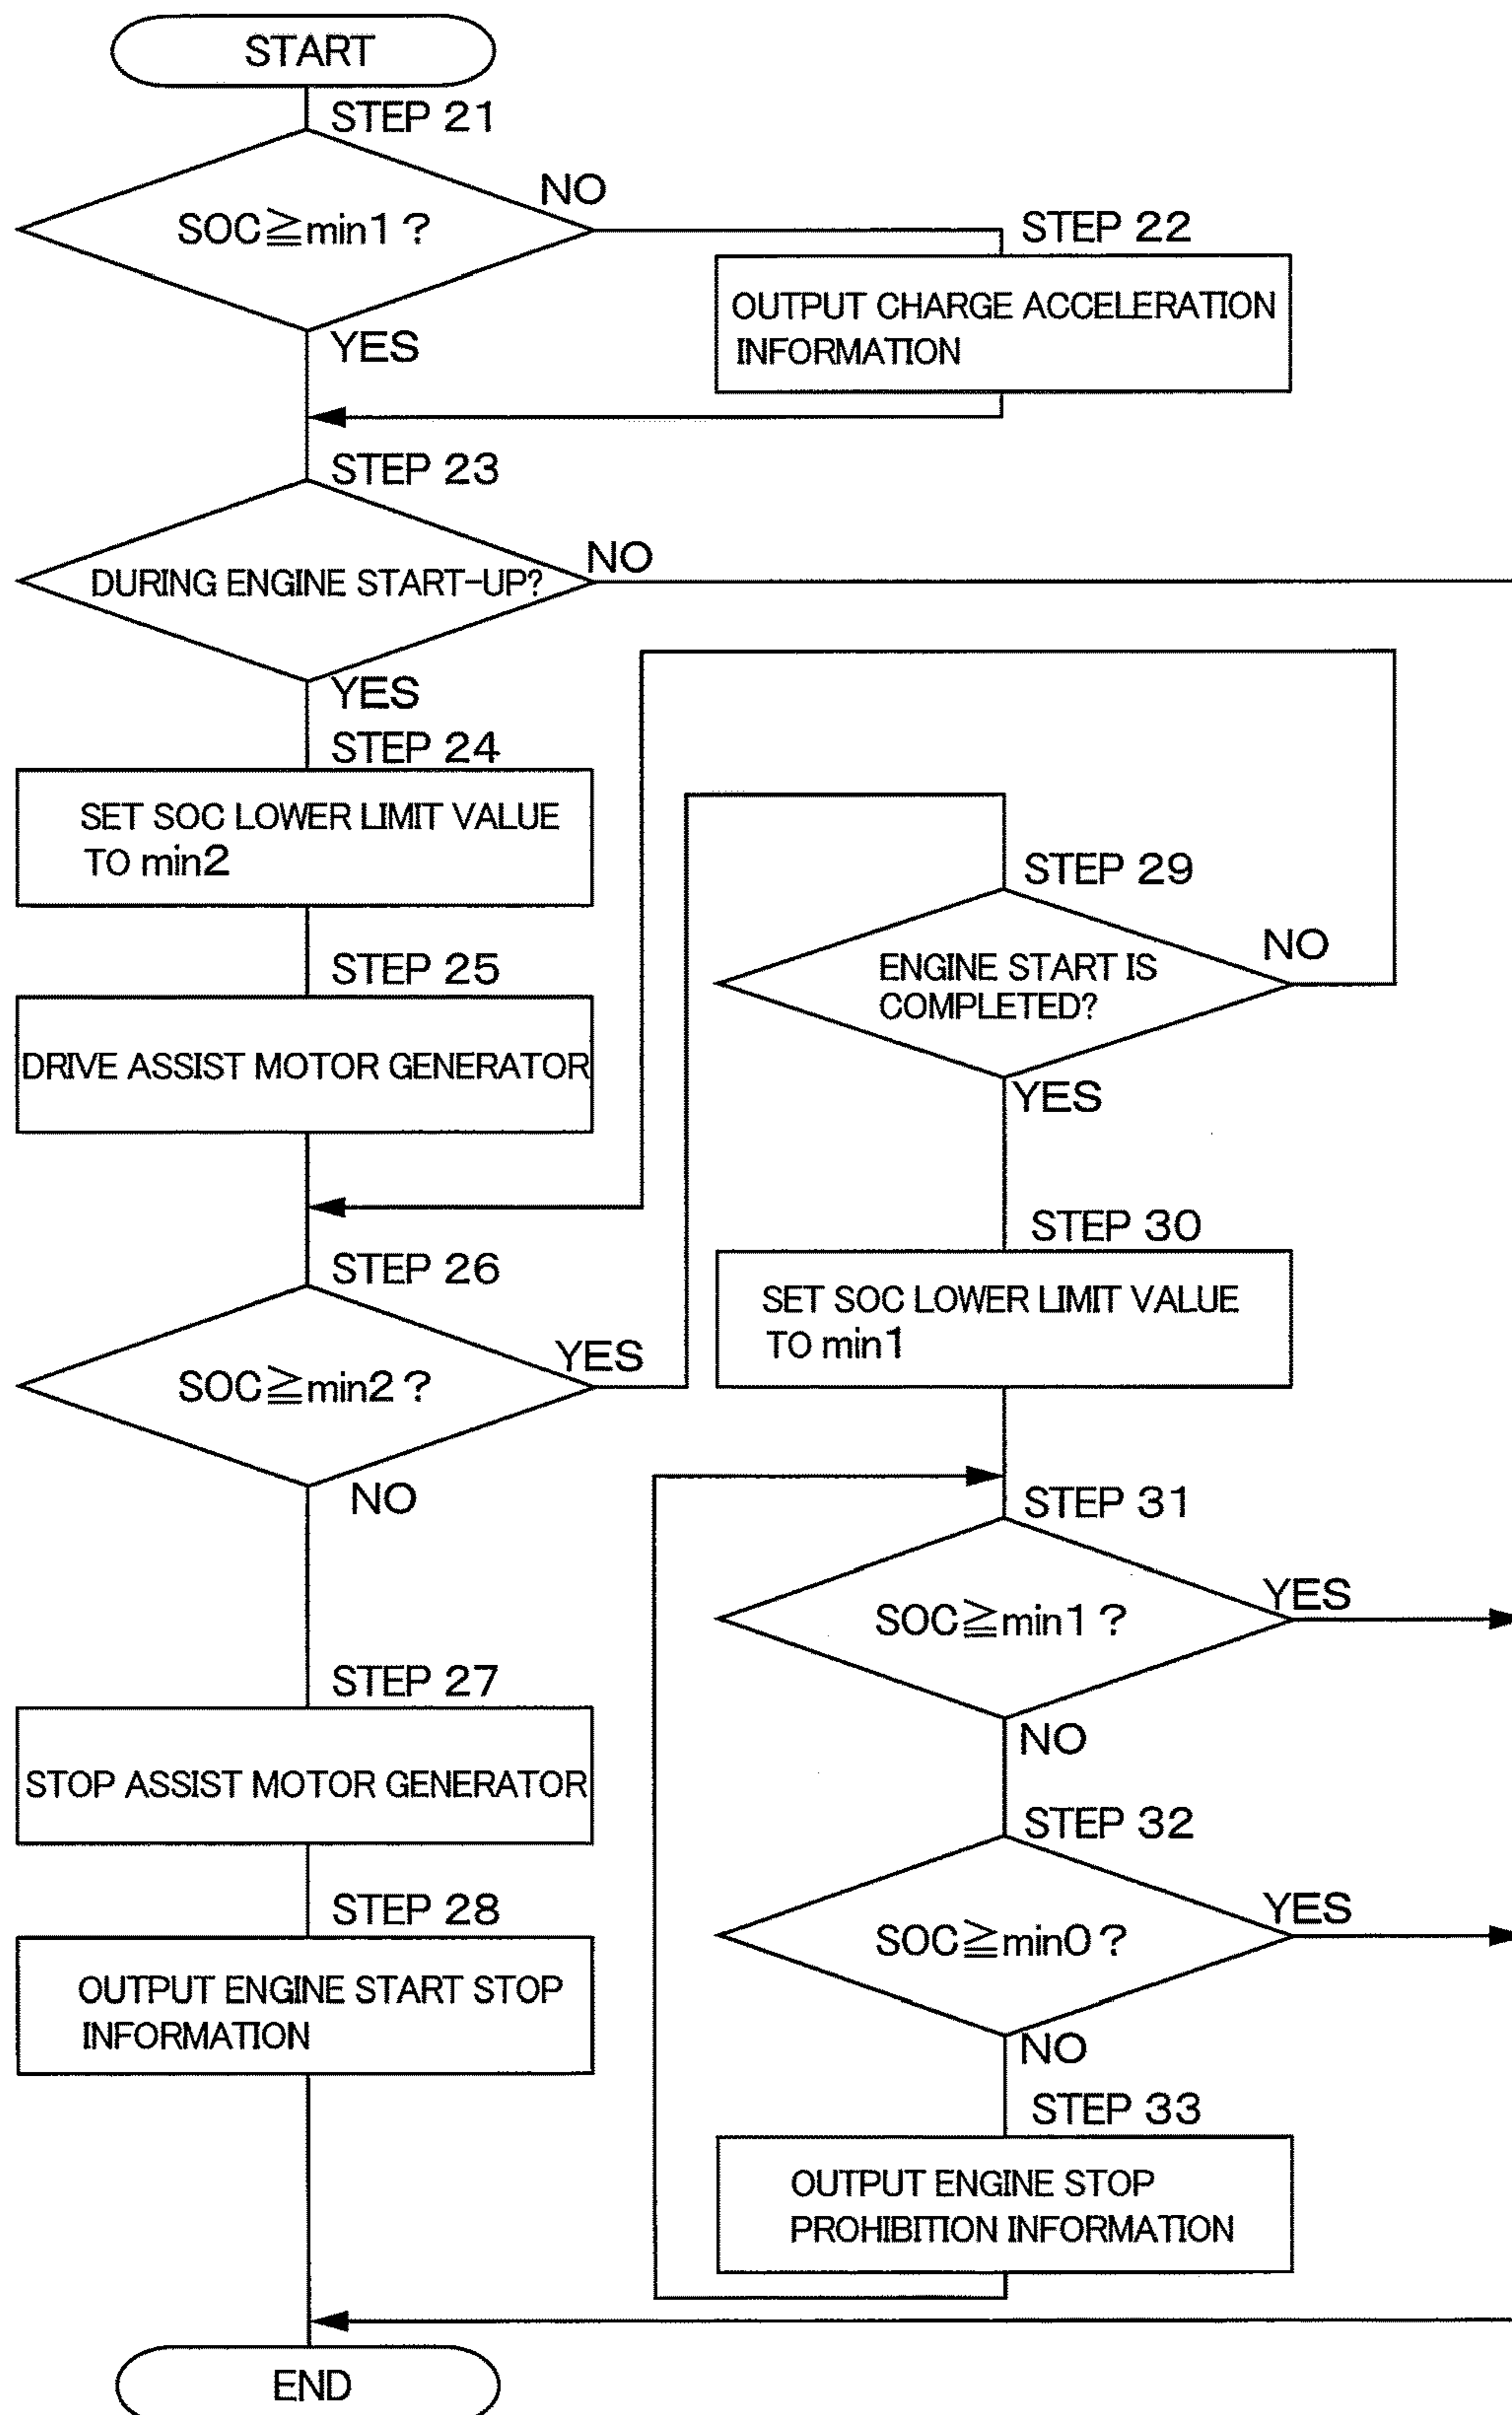 START
STEP 21
SOC≧min1?
NO
YES
STEP 22
OUTPUT CHARGE ACCELERATION
INFORMATION
STEP 23
DURING ENGINE START-UP?
NO
YES
STEP 24
SET SOC LOWER LIMIT VALUE
TO min2
STEP 25
DRIVE ASSIST MOTOR GENERATOR
STEP 26
SOC≧min2?
YES
NO
STEP 27
STOP ASSIST MOTOR GENERATOR
STEP 28
OUTPUT ENGINE START STOP
INFORMATION
STEP 29
ENGINE START IS
COMPLETED?
NO
YES
STEP 30
SET SOC LOWER LIMIT VALUE
TO min1
STEP 31
SOC≧min1?
YES
NO
STEP 32
SOC≧min0?
YES
NO
STEP 33
OUTPUT ENGINE STOP
PROHIBITION INFORMATION
END